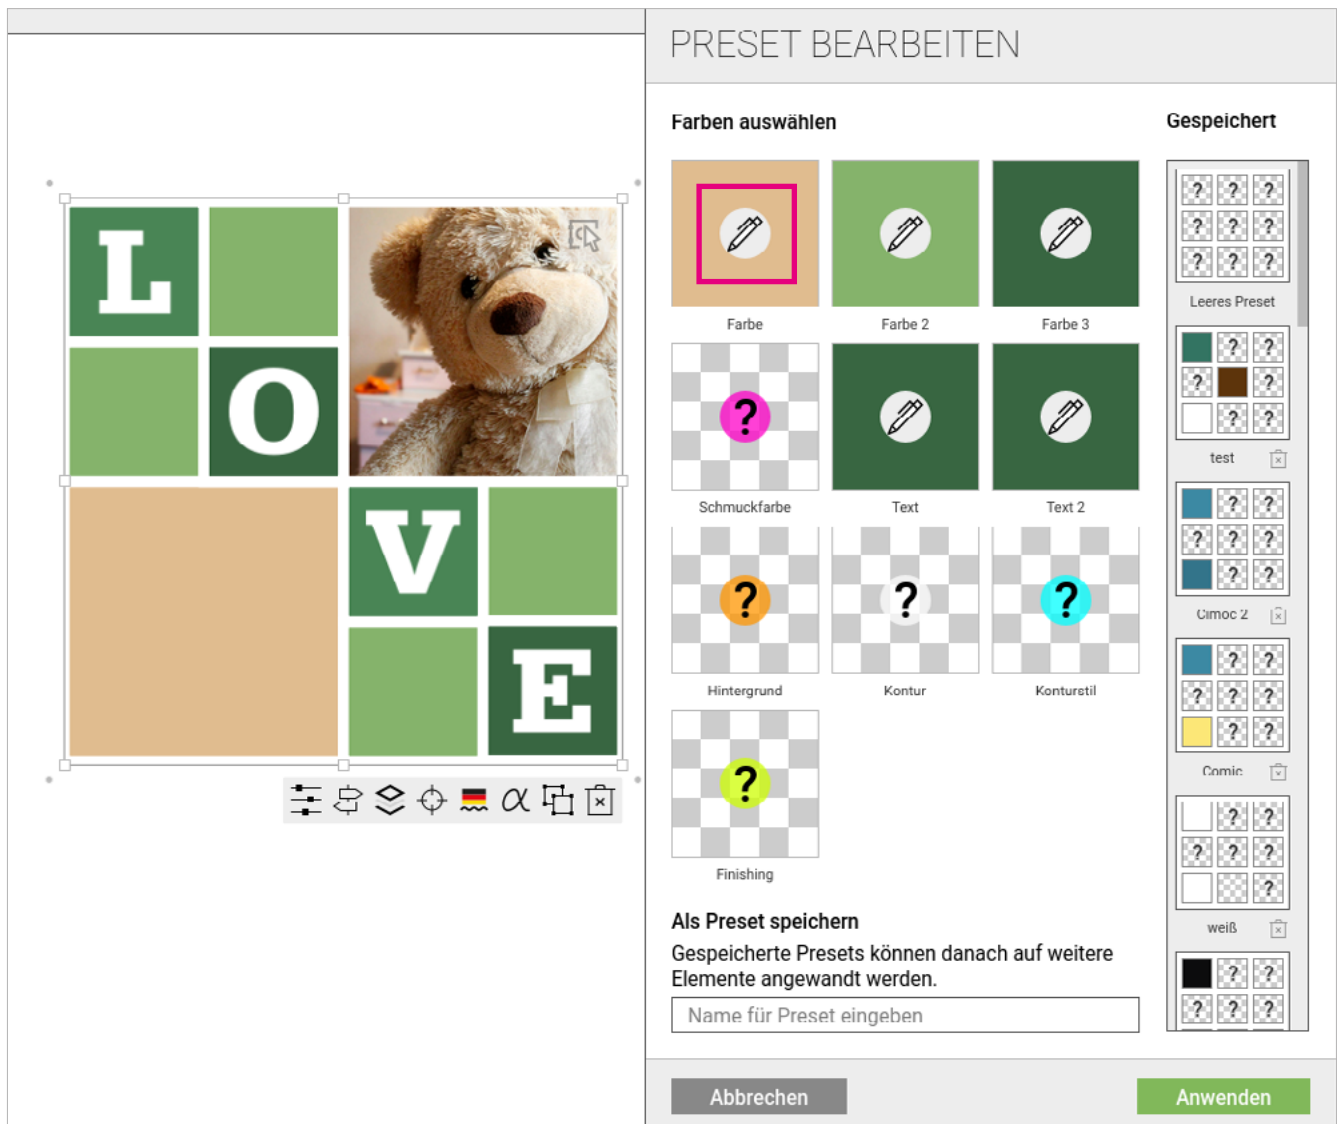 PRESET BEARBEITEN
Farben auswählen
Gespeichert
L
O
V
E
Farbe
Farbe 2
Farbe 3
?
Schmuckfarbe
Text
Text 2
?
?
?
Hintergrund
Kontur
Konturstil
?
Finishing
α
? ? ?
? ? ?
? ? ?
Leeres Preset
? ?
? ?
? ?
test
? ?
? ? ?
? ?
Cimoc 2
? ?
? ? ?
? ?
Comic
? ?
? ? ?
?
weiß
? ?
? ? ?
Als Preset speichern
Gespeicherte Presets können danach auf weitere
Elemente angewandt werden.
Name für Preset eingeben
Abbrechen
Anwenden